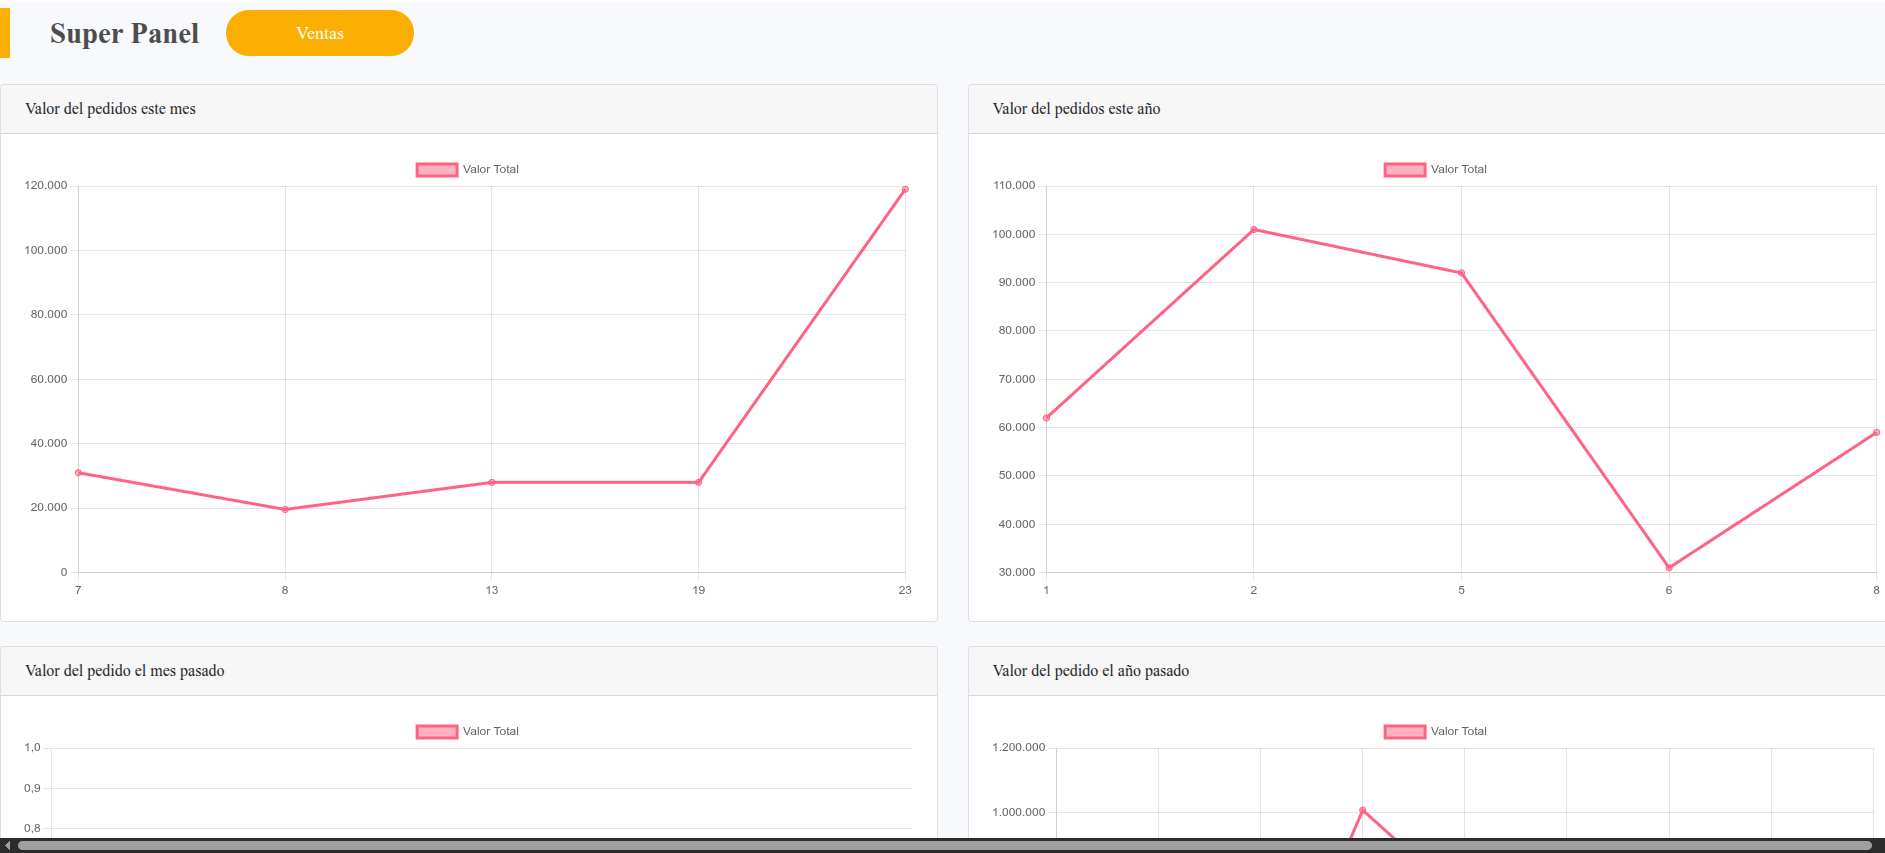 Super Panel
Ventas
Valor del pedidos este mes
Valor Total
120.000
100.000
80.000
60.000
40.000
20.000
0
7 8 13 19 23
Valor del pedidos este año
Valor Total
110.000
100.000
90.000
80.000
70.000
60.000
50.000
40.000
30.000
1 2 5 6 8
Valor del pedido el mes pasado
Valor Total
1,0
0,9
0,8
Valor del pedido el año pasado
Valor Total
1.200.000
1.000.000